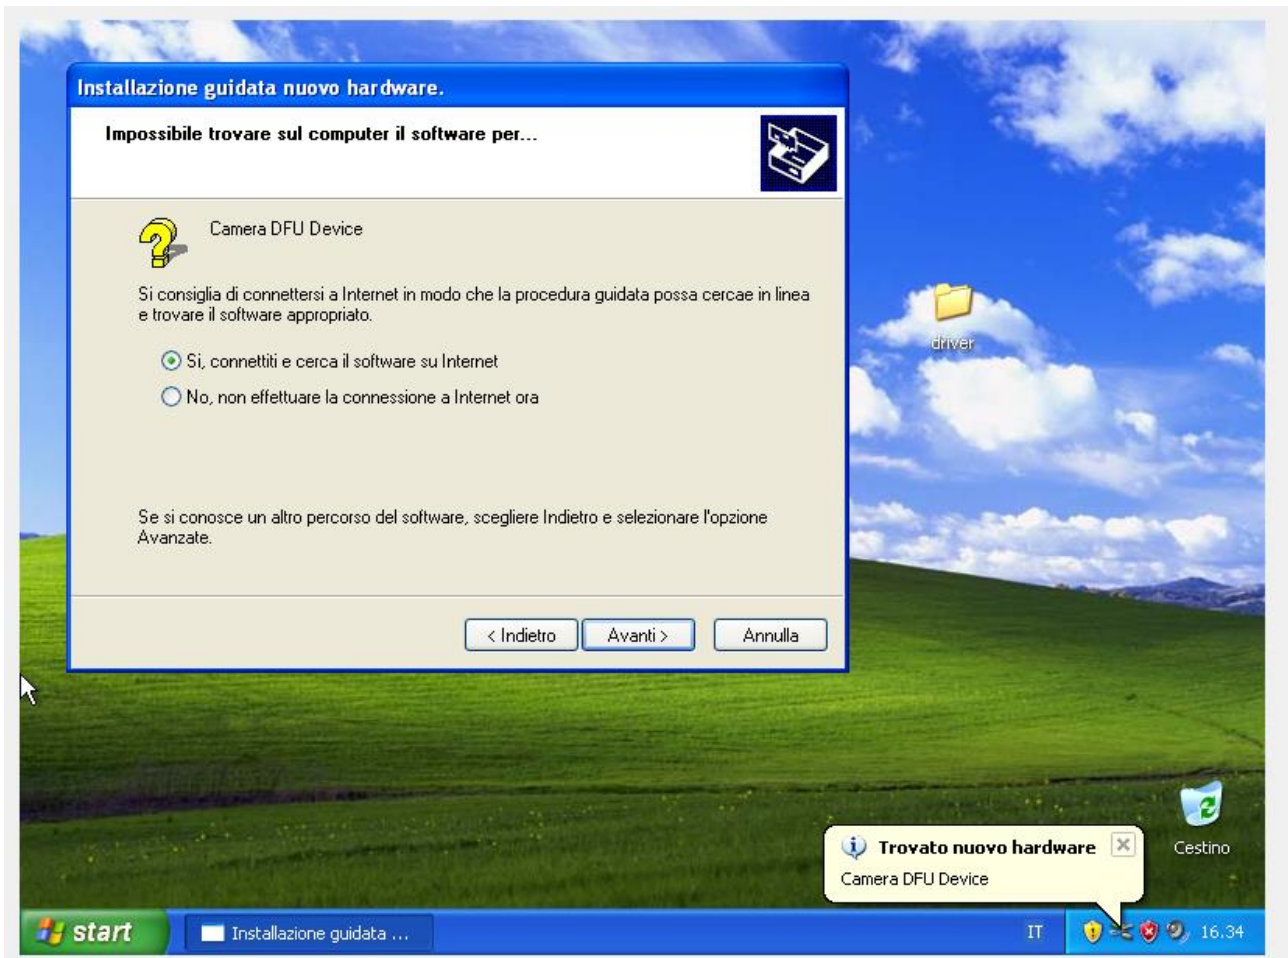 Installazione guidata nuovo hardware.
Impossibile trovare sul computer il software per...
Camera DFU Device
Si consiglia di connettersi a Internet in modo che la procedura guidata possa cercae in linea
e trovare il software appropriato.
Si, connettiti e cerca il software su Internet
No, non effettuare la connessione a Internet ora
Se si conosce un altro percorso del software, scegliere Indietro e selezionare l'opzione
Avanzate.
< Indietro
Avanti >
Annulla
driver
Cestino
Trovato nuovo hardware
Camera DFU Device
start
Installazione guidata ...
IT
16.34